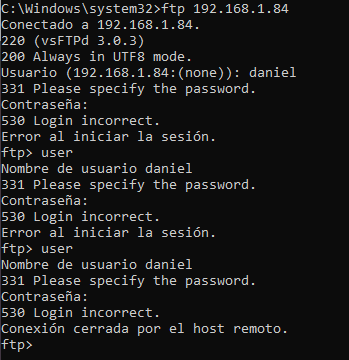 C:\Windows\system32>ftp 192.168.1.84
Conectado a 192.168.1.84.
220 (vsFTPd 3.0.3)
200 Always in UTF8 mode.
Usuario (192.168.1.84:(none)): daniel
331 Please specify the password.
Contraseña:
530 Login incorrect.
Error al iniciar la sesión.
ftp> user
Nombre de usuario daniel
331 Please specify the password.
Contraseña:
530 Login incorrect.
Error al iniciar la sesión.
ftp> user
Nombre de usuario daniel
331 Please specify the password.
Contraseña:
530 Login incorrect.
Conexión cerrada por el host remoto.
ftp>